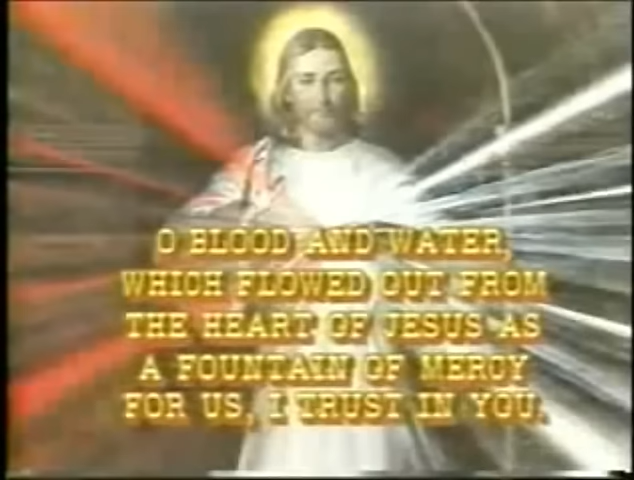 O BLOOD AND WATER,
WHICH FLOWED OUT FROM
THE HEART OF JESUS AS
A FOUNTAIN OF MERCY
FOR US, I TRUST IN YOU.